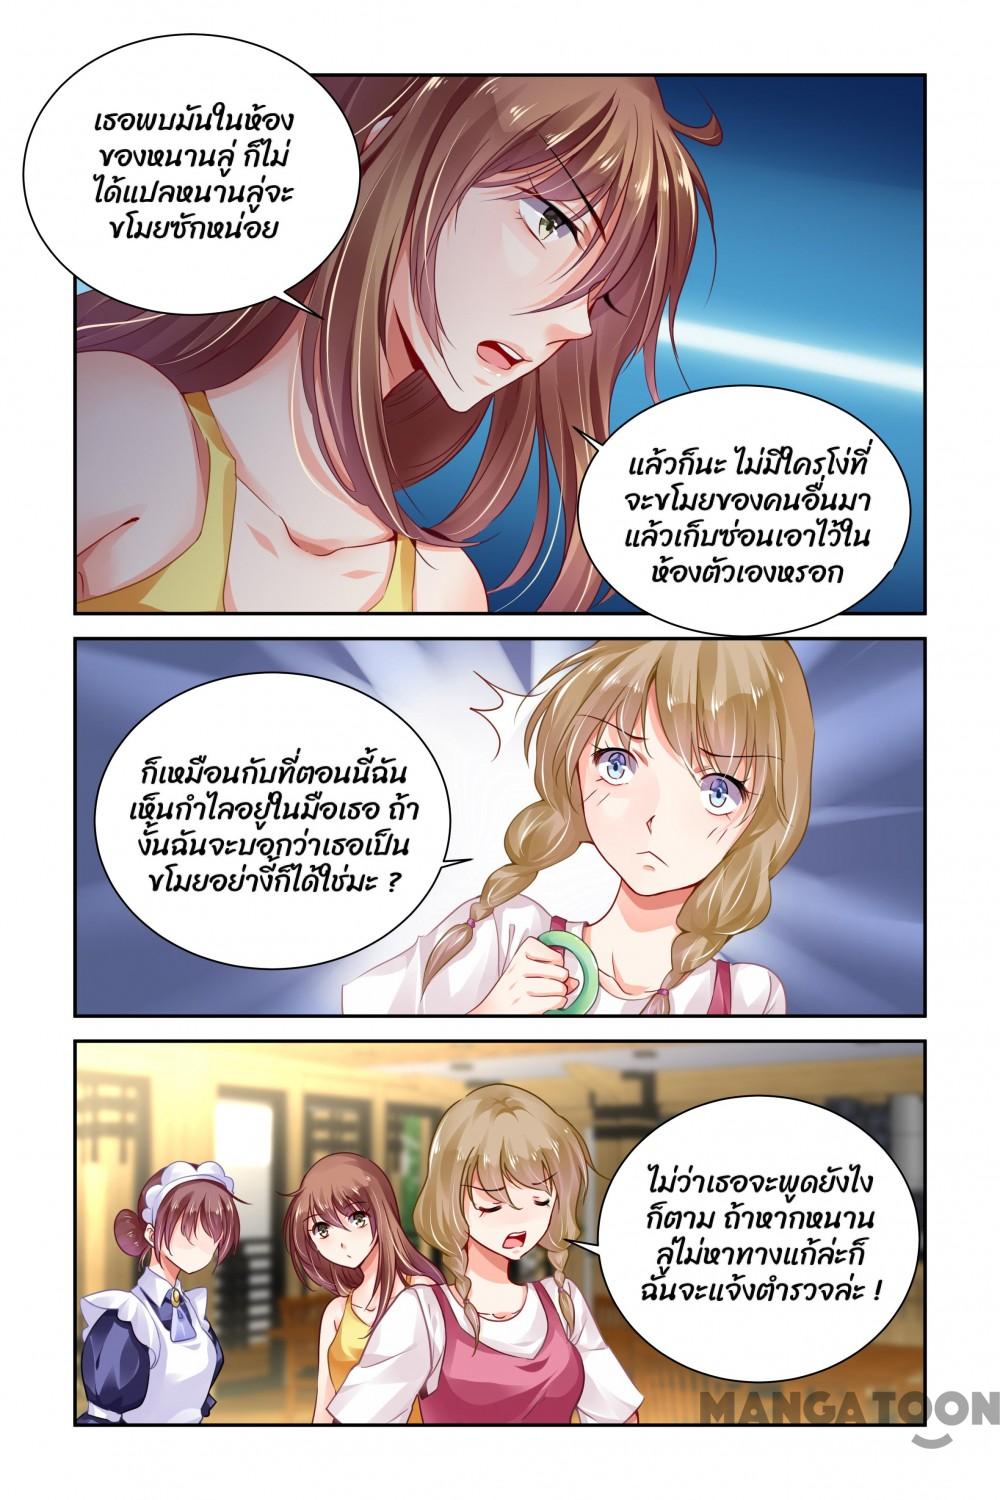 เธอพบมันในห้อง
ของหนานลู่ ก็ไม่
ได้แปลหนานลู่จะ
ขโมยซักหน่อย
แล้วก็นะ ไม่มีใครโง่ที่
จะขโมยของคนอื่นมา
แล้วเก็บซ่อนเอาไว้ใน
ห้องตัวเองหรอก
ก็เหมือนกับที่ตอนนี้ฉัน
เห็นกำไลอยู่ในมือเธอ ถ้า
งั้นฉันจะบอกว่าเธอเป็น
ขโมยอย่างงี้ก็ได้ใช่มะ ?
ไม่ว่าเธอจะพูดยังไง
ก็ตาม ถ้าหากหนาน
ลู่ไม่หาทางแก้ล่ะก็
ฉันจะแจ้งตำรวจล่ะ !
MANGATOON